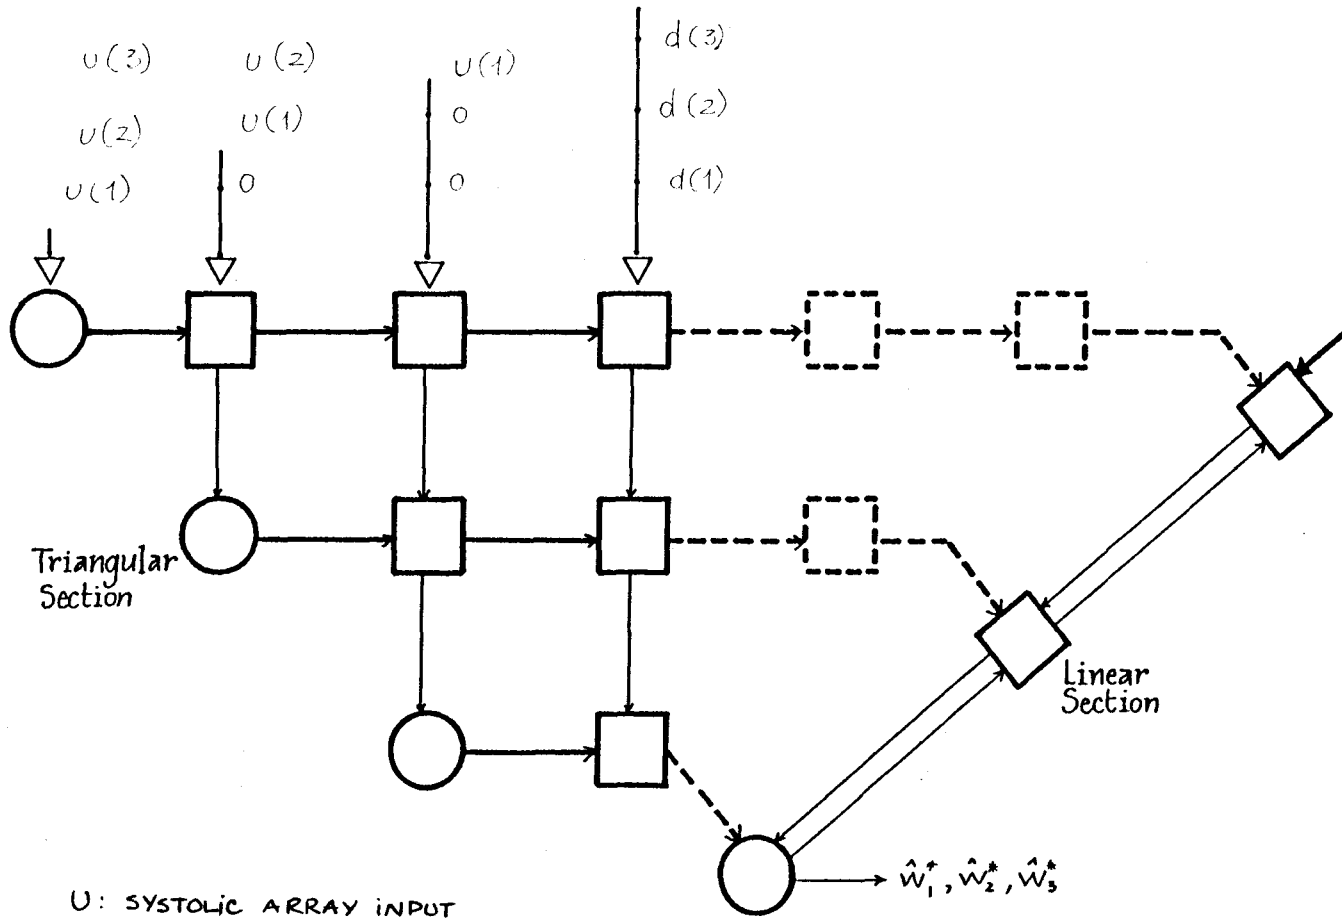 d(3)
u(3) u(2) u(1)
d(2)
u(2) u(1) 0
u(1) 0 0 d(1)
Triangular
Section
Linear
Section
ŵ₁*, ŵ₂*, ŵ₃*
U: SYSTOLIC ARRAY INPUT